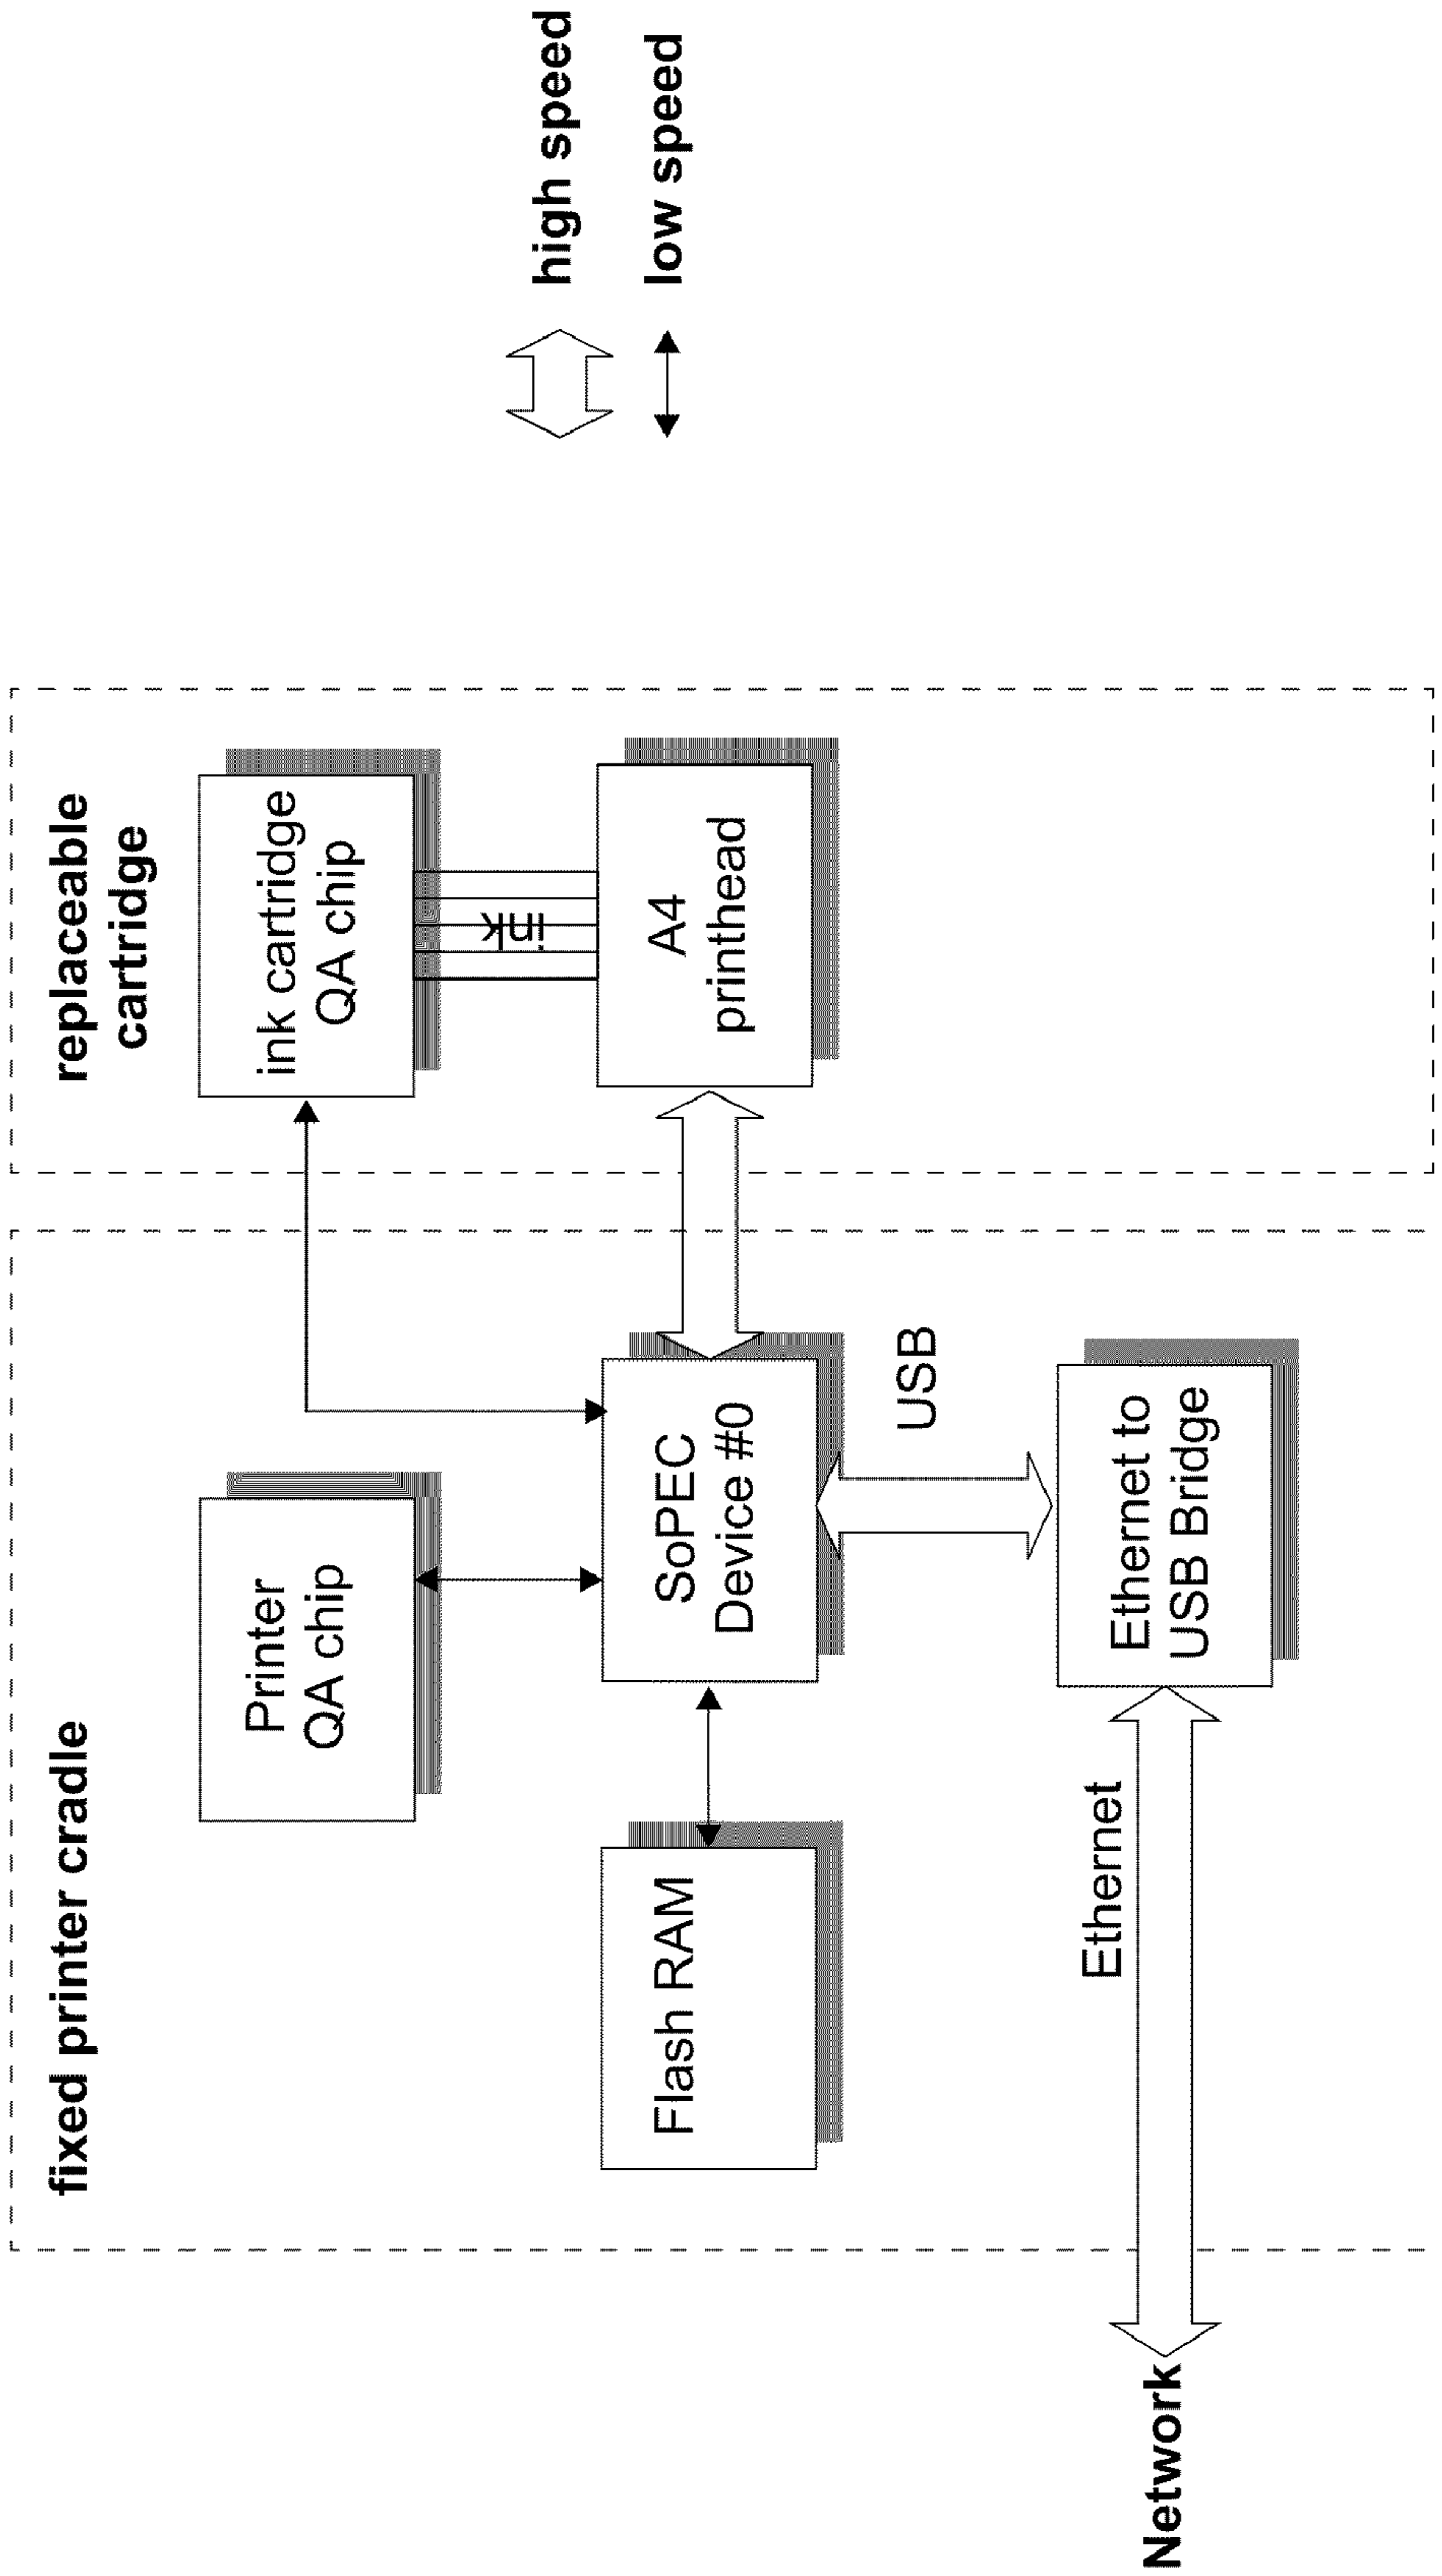 fixed printer cradle
replaceable
cartridge
Printer
QA chip
ink cartridge
QA chip
ink
high speed
low speed
Flash RAM
SoPEC
Device #0
A4
printhead
USB
Ethernet
Ethernet to
USB Bridge
Network